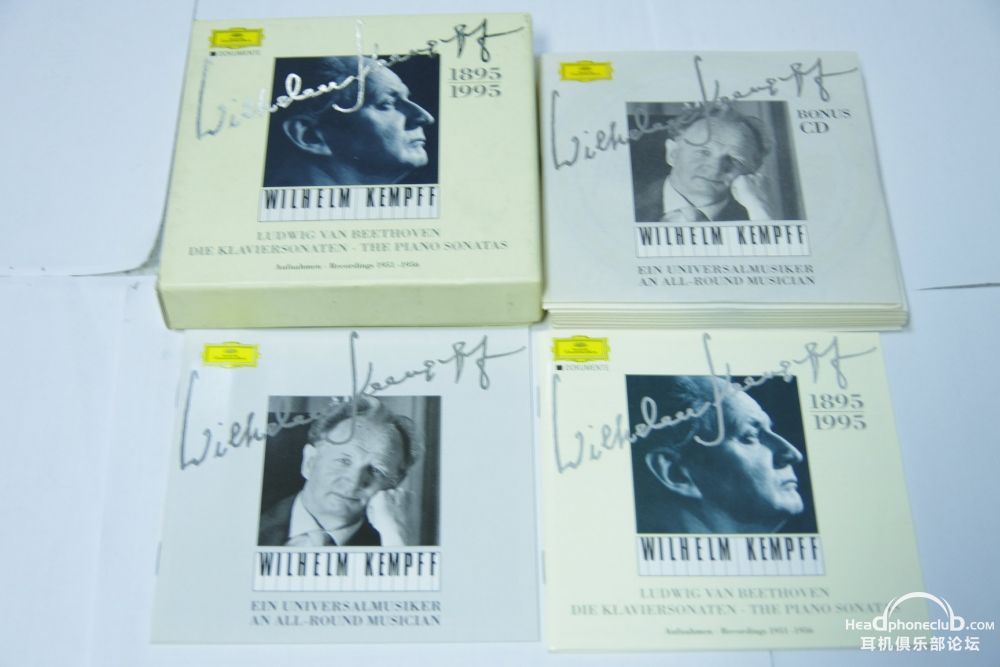 DOKUMENTE
Wilhelm Kempff
1895
1995
WILHELM KEMPFF
LUDWIG VAN BEETHOVEN
DIE KLAVIERSONATEN · THE PIANO SONATAS
Aufnahmen · Recordings 1951-1956
Wilhelm Kempff
BONUS
CD
WILHELM KEMPFF
EIN UNIVERSALMUSIKER
AN ALL-ROUND MUSICIAN
Wilhelm Kempff
WILHELM KEMPFF
EIN UNIVERSALMUSIKER
AN ALL-ROUND MUSICIAN
DOKUMENTE
Wilhelm Kempff
1895
1995
WILHELM KEMPFF
LUDWIG VAN BEETHOVEN
DIE KLAVIERSONATEN · THE PIANO SONATAS
Aufnahmen · Recordings 1951-1956
Headphoneclub.com
耳机俱乐部论坛